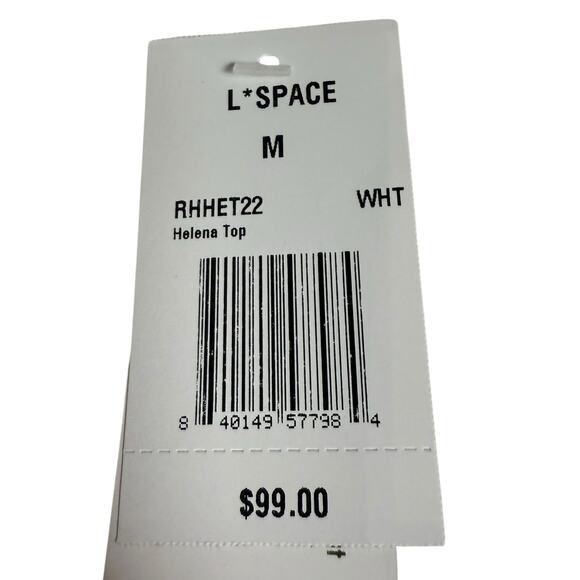 L*SPACE
M
RHHET22 WHT
Helena Top
8 40149 57798 4
$99.00